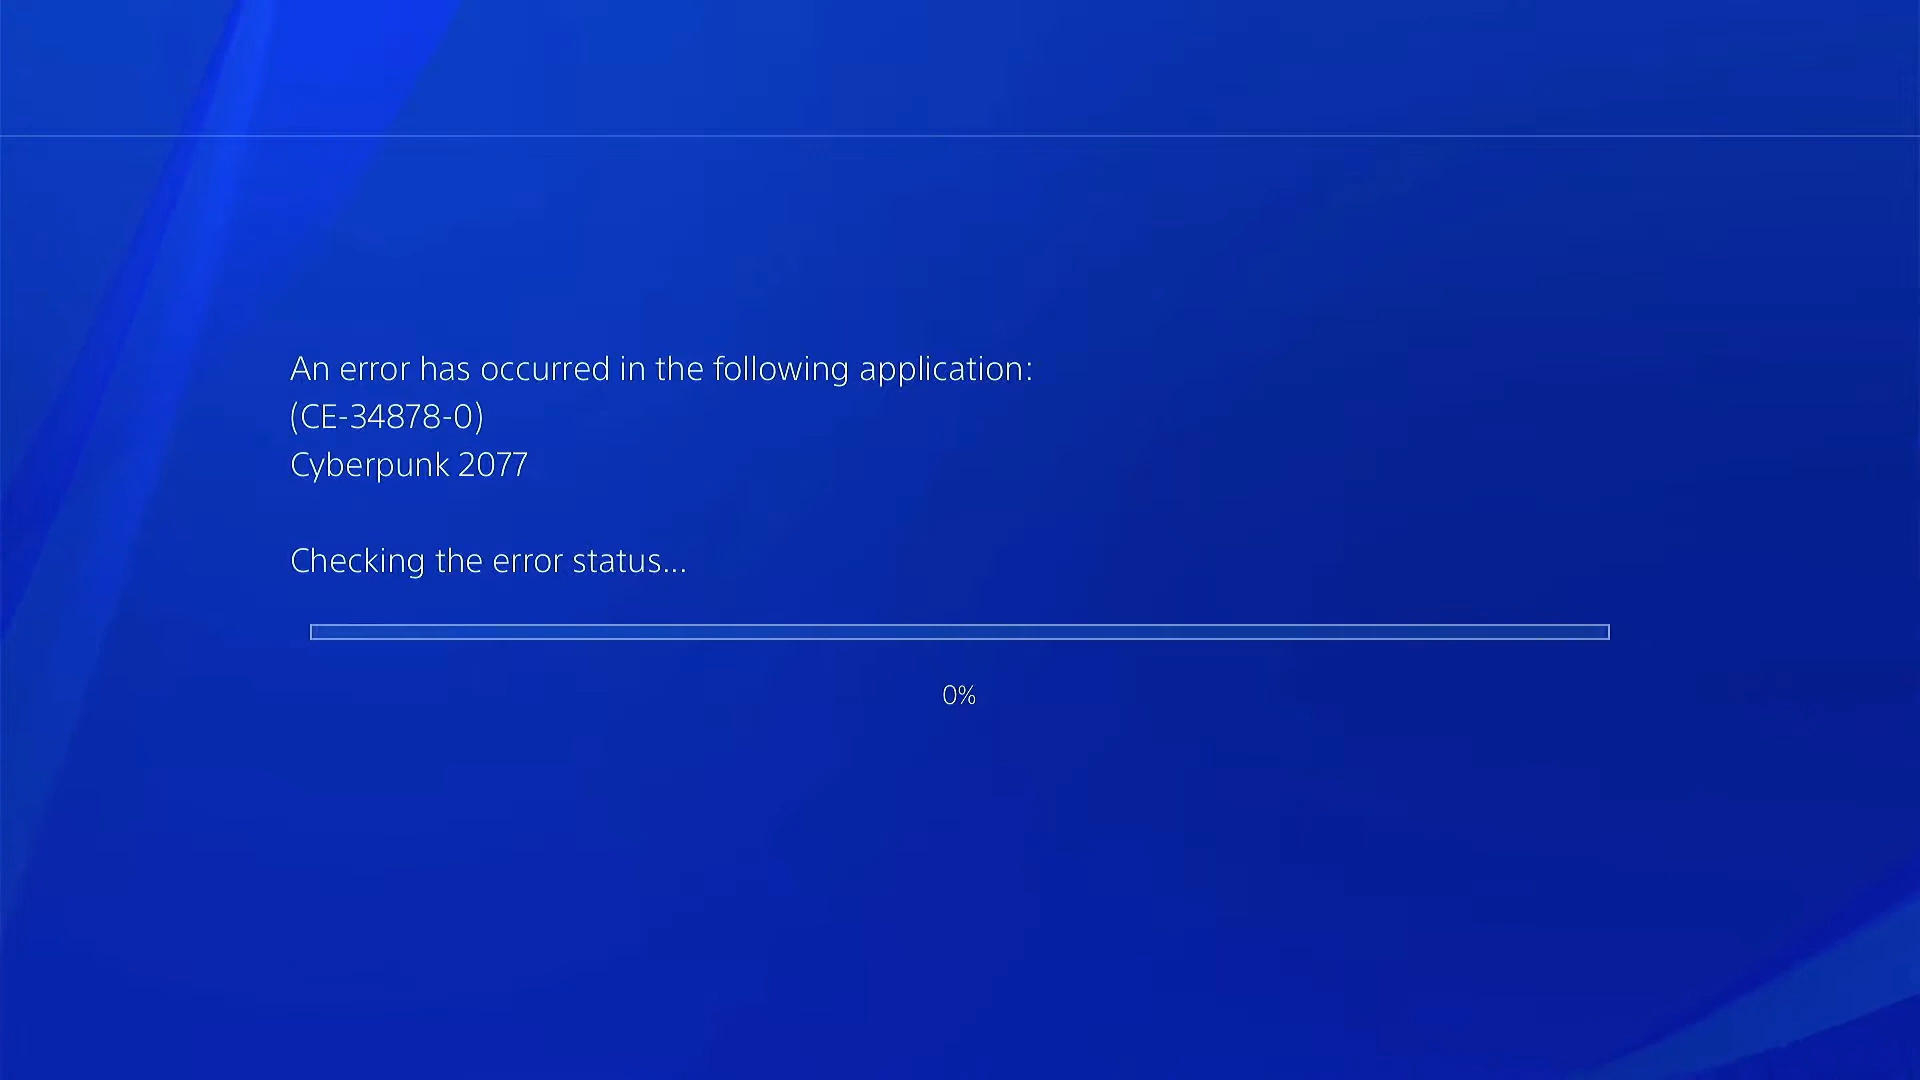 An error has occurred in the following application:
(CE-34878-0)
Cyberpunk 2077
Checking the error status...
0%